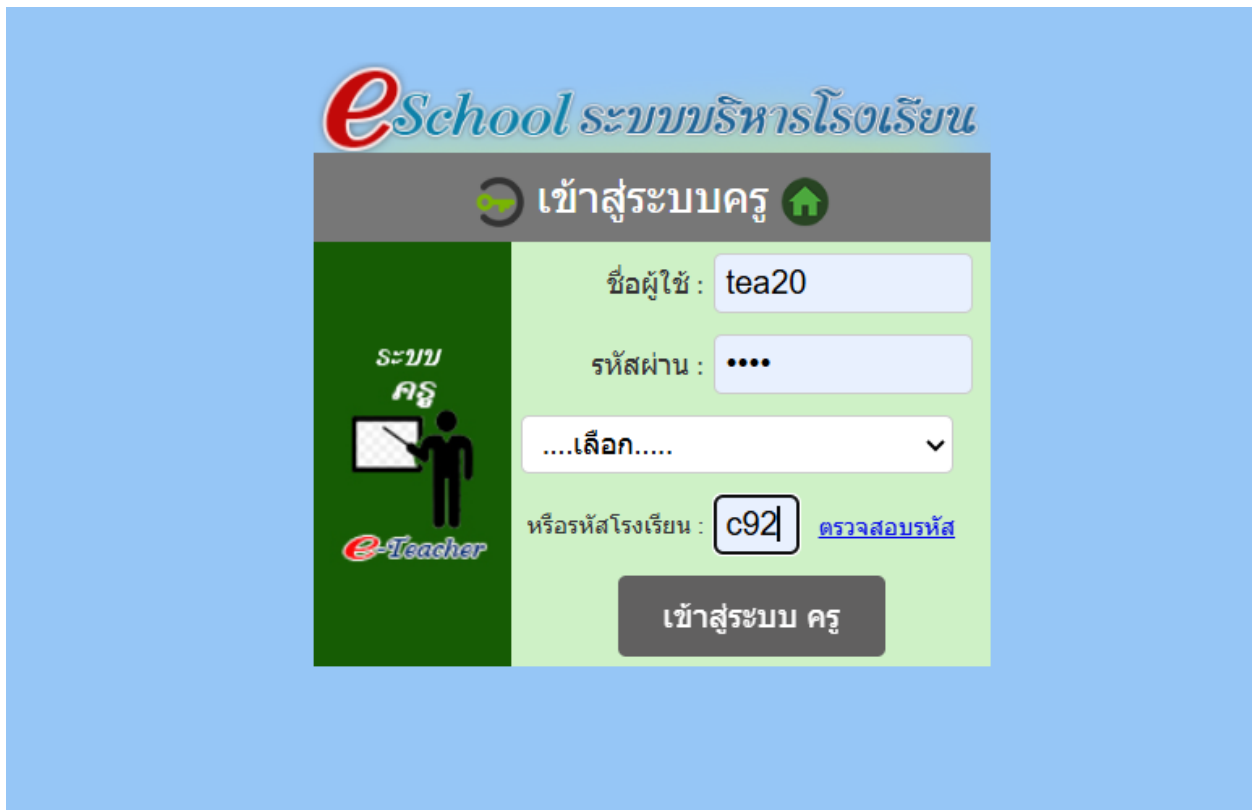 eSchool ระบบบริหารโรงเรียน
เข้าสู่ระบบครู
ชื่อผู้ใช้ : tea20
ระบบ
ครู
รหัสผ่าน : ••••
....เลือก.....
หรือรหัสโรงเรียน : c92 ตรวจสอบรหัส
e-Teacher
เข้าสู่ระบบ ครู